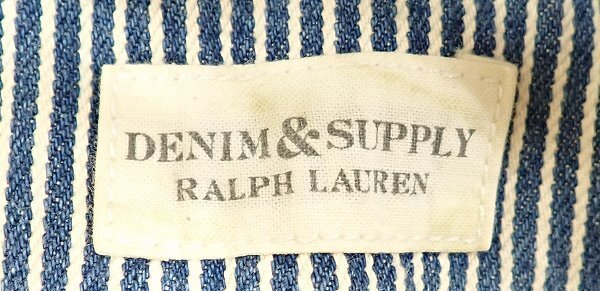 DENIM & SUPPLY
RALPH LAUREN